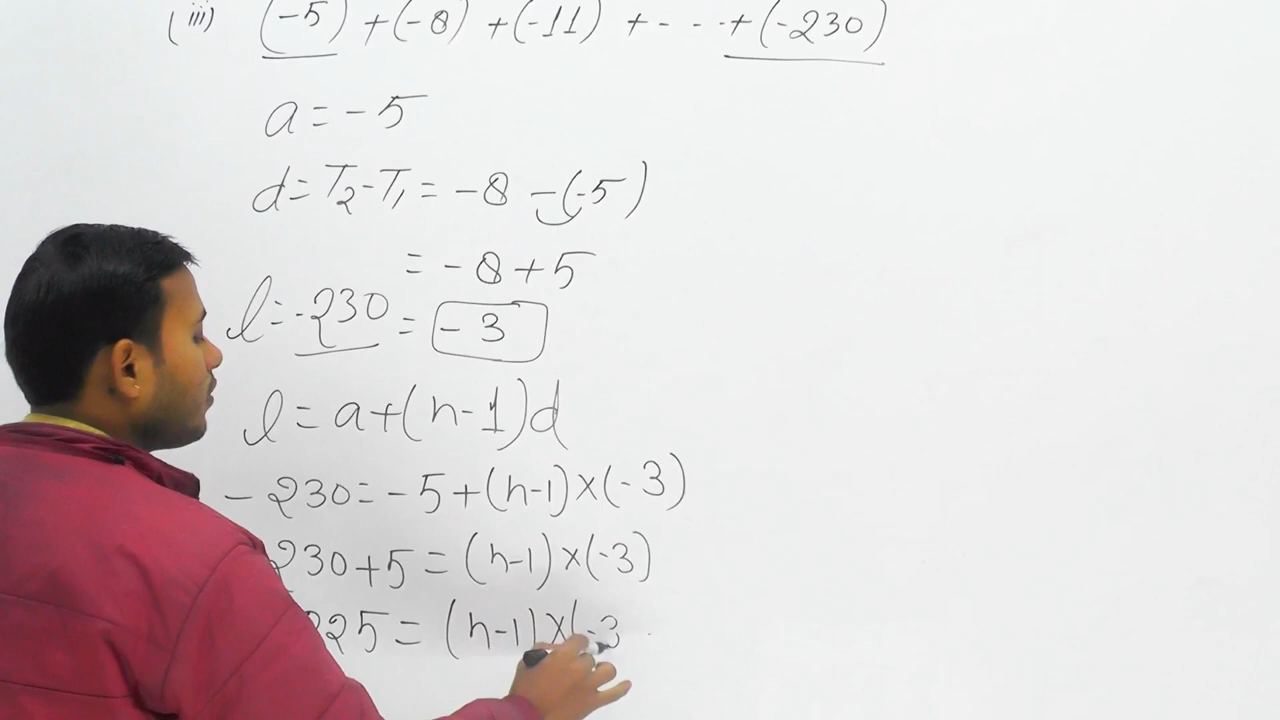 (iii) (-5) + (-8) + (-11) + - - - + (-230)
a = -5
d = T2 - T1 = -8 - (-5)
= -8 + 5
l = -230 = -3
l = a + (n-1)d
-230 = -5 + (n-1) × (-3)
230 + 5 = (n-1) × (-3)
225 = (n-1) × (-3